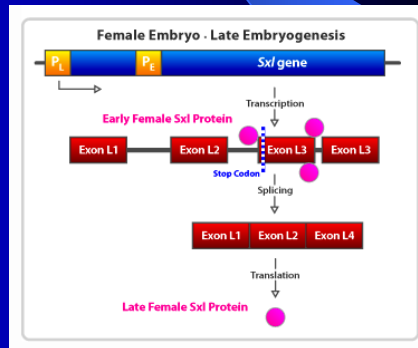 Female Embryo - Late Embryogenesis
PL PE Sxl gene
Transcription
Early Female Sxl Protein
Exon L1 Exon L2 Exon L3 Exon L3
Stop Codon
Splicing
Exon L1 Exon L2 Exon L4
Translation
Late Female Sxl Protein